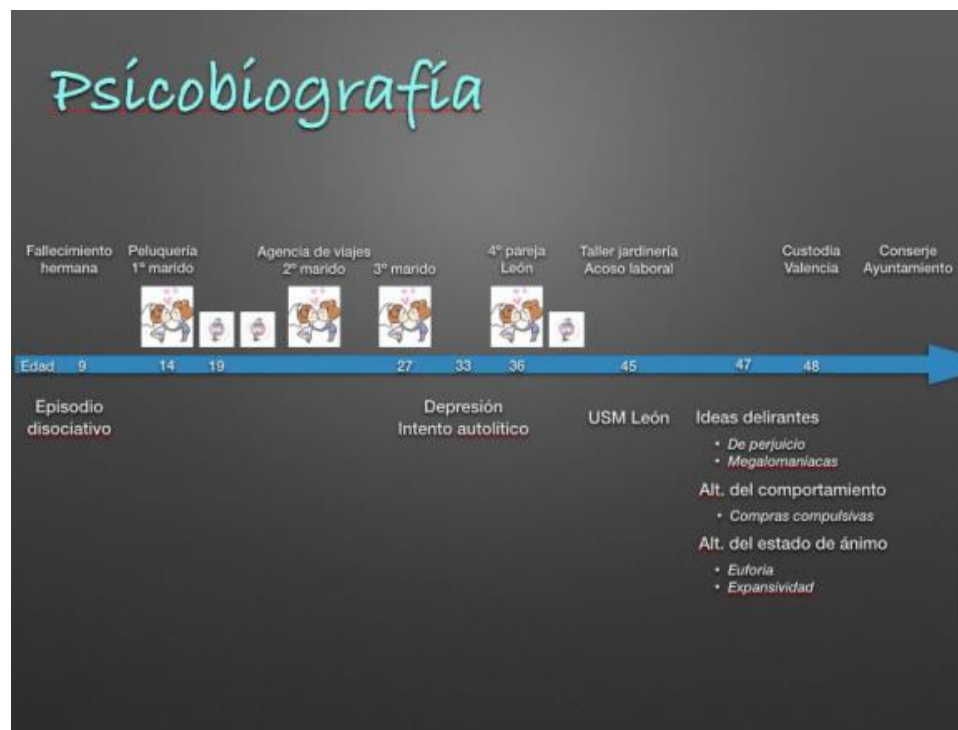 Psicobiografía
Fallecimiento
hermana
Peluquería
1º marido
Agencia de viajes
2º marido
3º marido
4º pareja
León
Taller jardinería
Acoso laboral
Custodia
Valencia
Conserje
Ayuntamiento
Edad 9 14 19 27 33 36 45 47 48
Episodio
disociativo
Depresión
Intento autolítico
USM León
Ideas delirantes
• De perjuicio
• Megalomaniacas
Alt. del comportamiento
• Compras compulsivas
Alt. del estado de ánimo
• Euforia
• Expansividad